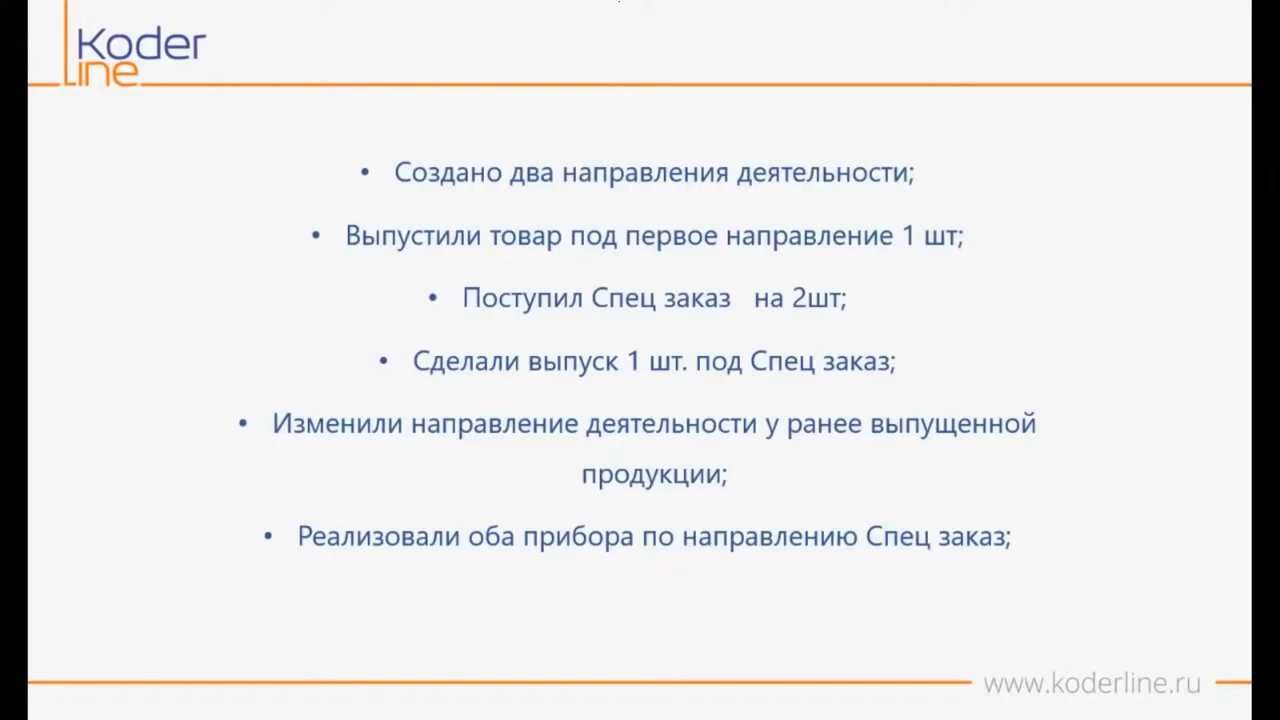 Koder
line
• Создано два направления деятельности;
• Выпустили товар под первое направление 1 шт;
• Поступил Спец заказ на 2шт;
• Сделали выпуск 1 шт. под Спец заказ;
• Изменили направление деятельности у ранее выпущенной
продукции;
• Реализовали оба прибора по направлению Спец заказ;
www.koderline.ru